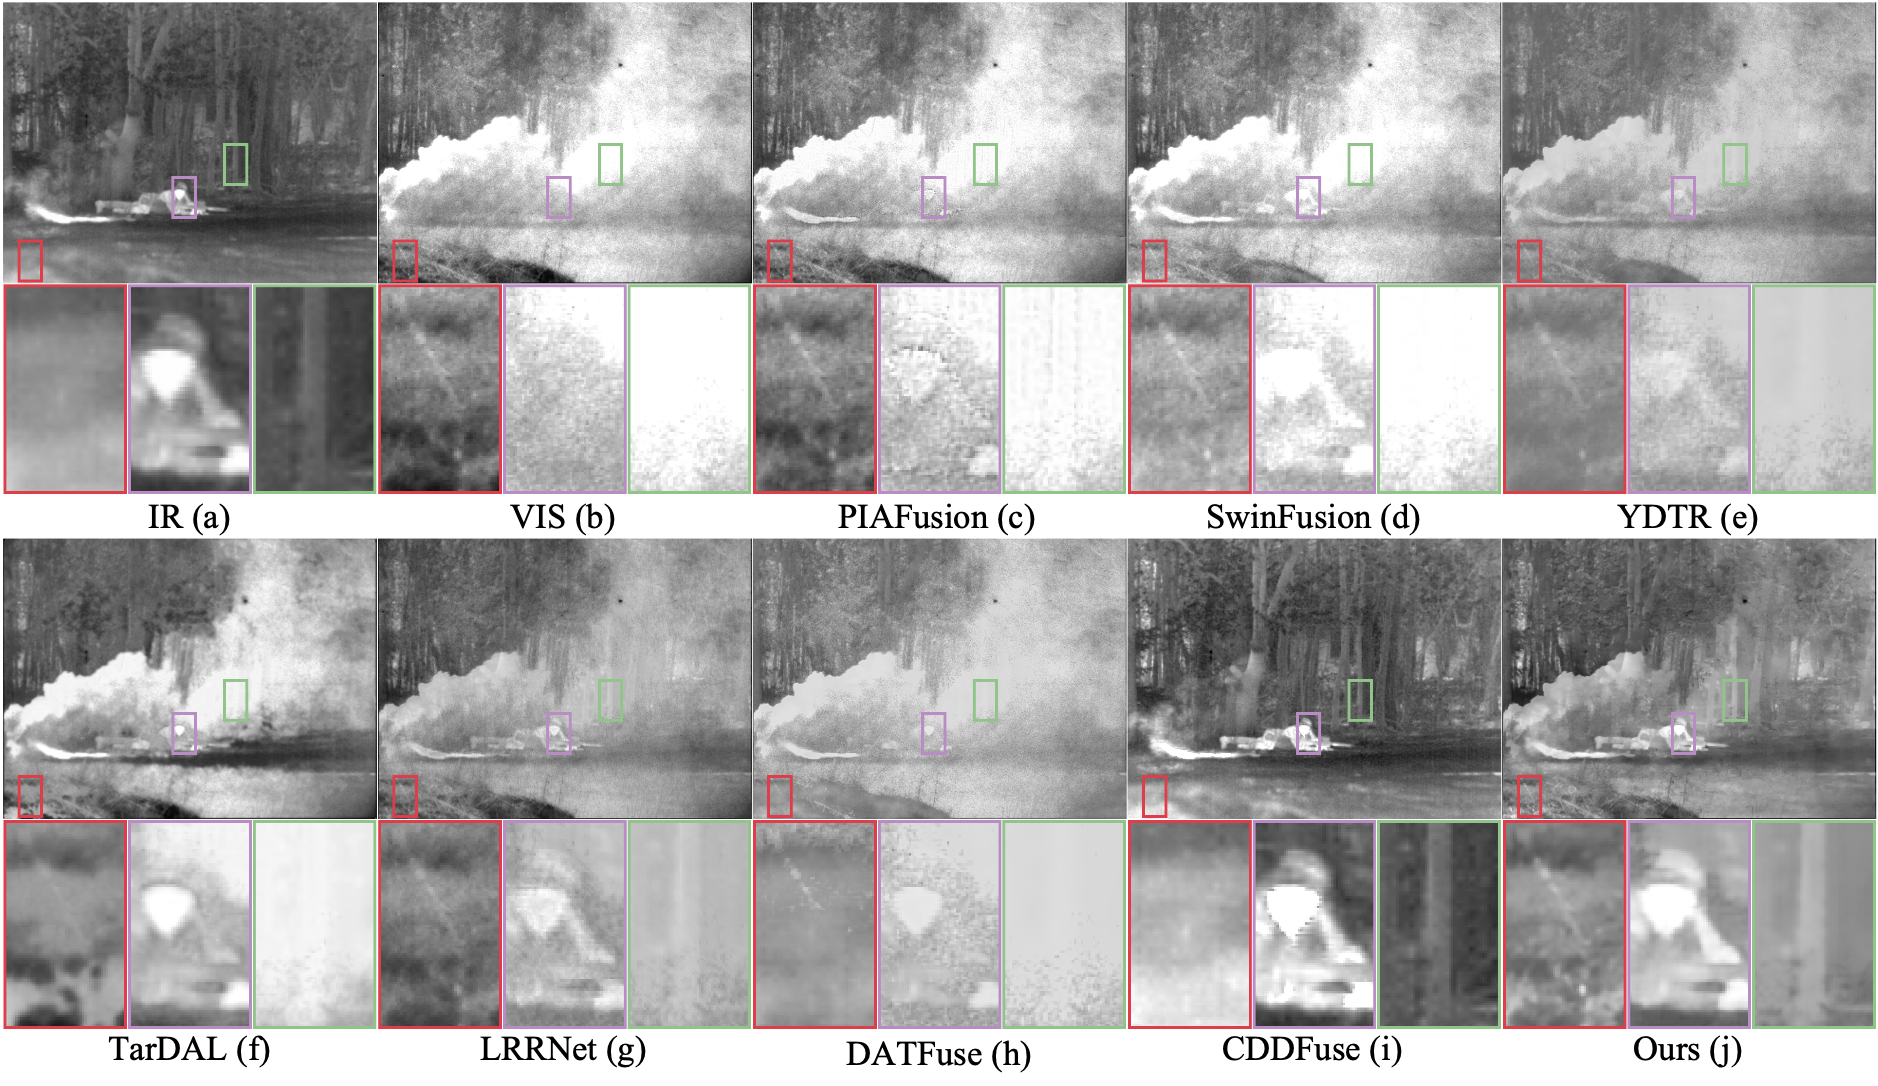 IR (a) VIS (b) PIAFusion (c) SwinFusion (d) YDTR (e)
TarDAL (f) LRRNet (g) DATFuse (h) CDDFuse (i) Ours (j)